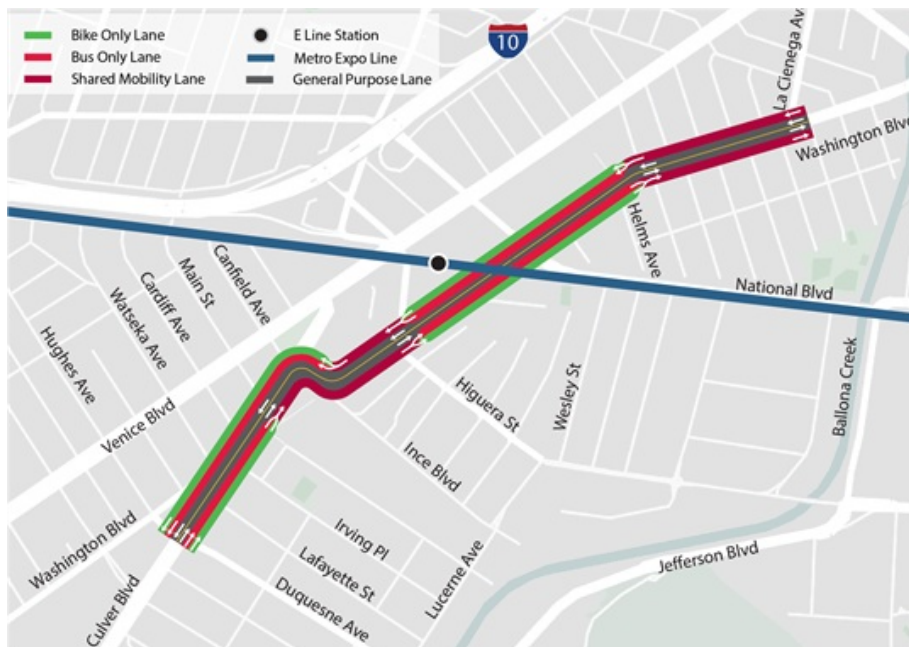 Bike Only Lane
E Line Station
Bus Only Lane
Metro Expo Line
Shared Mobility Lane
General Purpose Lane
10
La Cienega Av
Washington Blvd
Helms Ave
National Blvd
Canfield Ave
Main St
Cardiff Ave
Watseka Ave
Hughes Ave
Venice Blvd
Higuera St
Wesley St
Ballona Creek
Ince Blvd
Washington Blvd
Irving Pl
Lafayette St
Lucerne Ave
Jefferson Blvd
Duquesne Ave
Culver Blvd